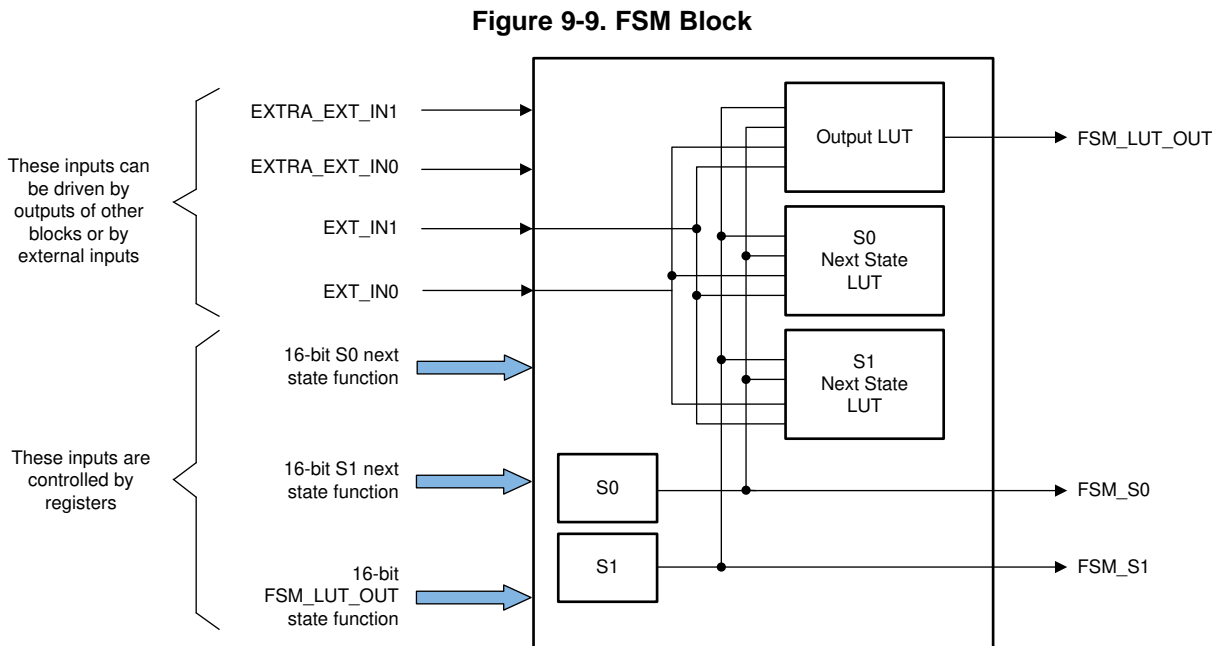 Figure 9-9. FSM Block
These inputs can
be driven by
outputs of other
blocks or by
external inputs
EXTRA_EXT_IN1
EXTRA_EXT_IN0
EXT_IN1
EXT_IN0
These inputs are
controlled by
registers
16-bit S0 next
state function
16-bit S1 next
state function
16-bit
FSM_LUT_OUT
state function
Output LUT
S0
Next State
LUT
S1
Next State
LUT
S0
S1
FSM_LUT_OUT
FSM_S0
FSM_S1